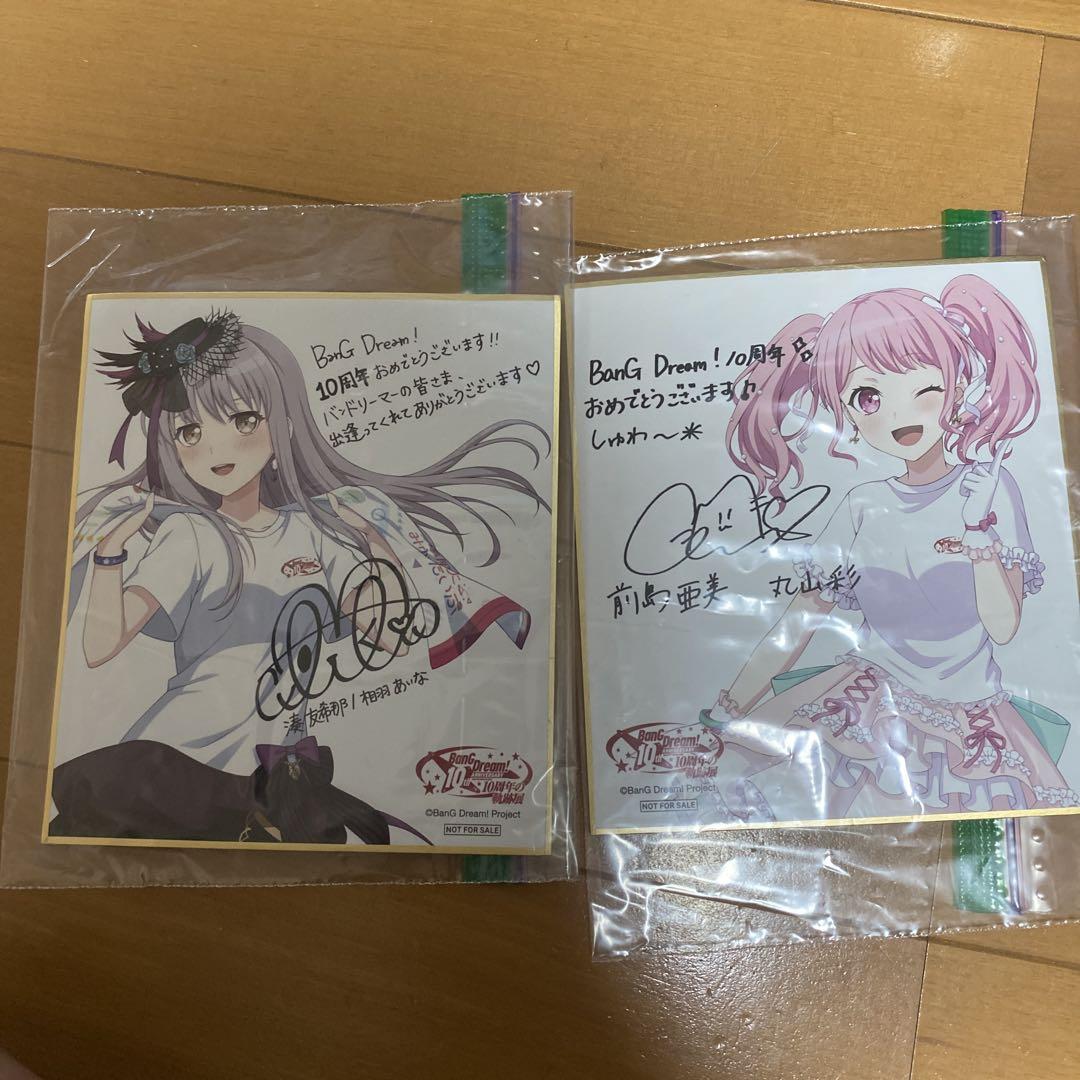 BanG Dream!
10周年 おめでとうございます!!
バンドリーマーの皆さま、
出逢ってくれてありがとうございます♡
湊友希那/相羽あいな
BanG Dream!
10th
ANNIVERSARY
10周年の
軌跡展
©BanG Dream! Project
NOT FOR SALE
BanG Dream!10周年
おめでとうございます♪
しゅわ〜
前島亜美 丸山彩
BanG Dream!
10th
ANNIVERSARY
10周年の
軌跡展
©BanG Dream! Project
NOT FOR SALE